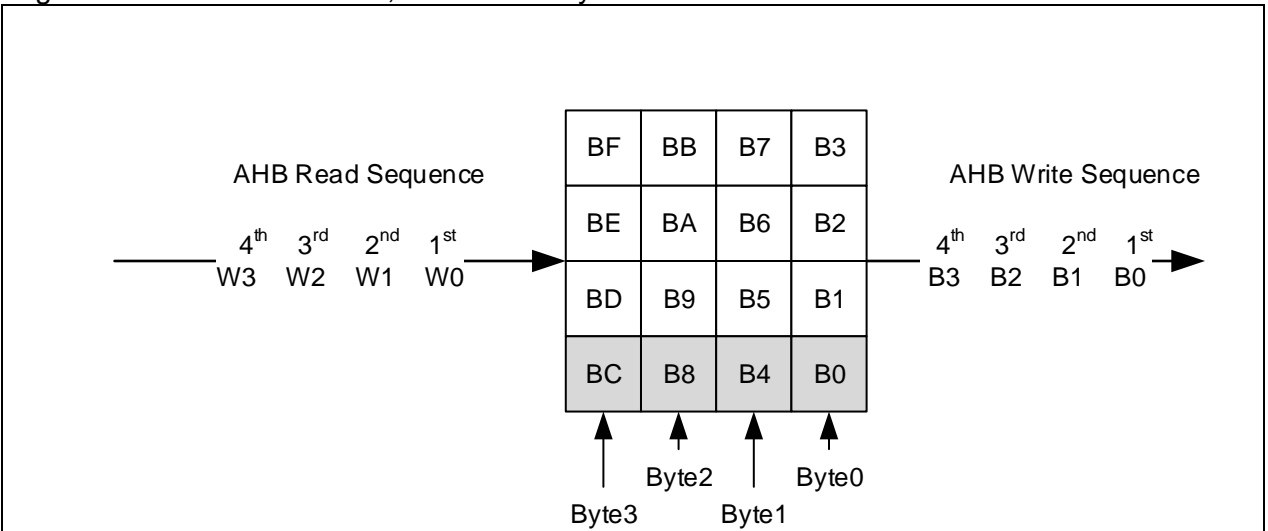 BF BB B7 B3
AHB Read Sequence
AHB Write Sequence
BE BA B6 B2
4th 3rd 2nd 1st
W3 W2 W1 W0
4th 3rd 2nd 1st
B3 B2 B1 B0
BD B9 B5 B1
BC B8 B4 B0
Byte2 Byte0
Byte3 Byte1